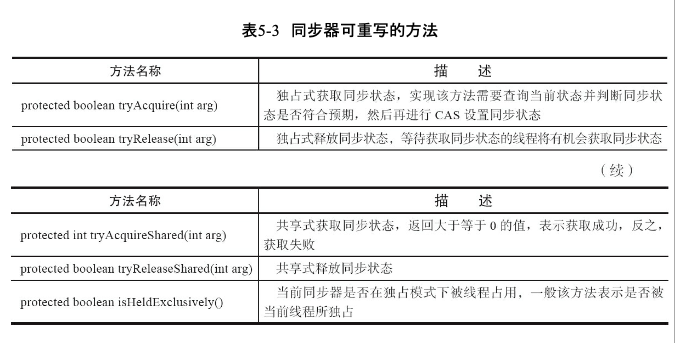 表5-3 同步器可重写的方法
方法名称 描 述
protected boolean tryAcquire(int arg) 独占式获取同步状态，实现该方法需要查询当前状态并判断同步状
态是否符合预期，然后再进行 CAS 设置同步状态
protected boolean tryRelease(int arg) 独占式释放同步状态，等待获取同步状态的线程将有机会获取同步状态
（续）
方法名称 描 述
protected int tryAcquireShared(int arg) 共享式获取同步状态，返回大于等于 0 的值，表示获取成功，反之，
获取失败
protected boolean tryReleaseShared(int arg) 共享式释放同步状态
protected boolean isHeldExclusively() 当前同步器是否在独占模式下被线程占用，一般该方法表示是否被
当前线程所独占